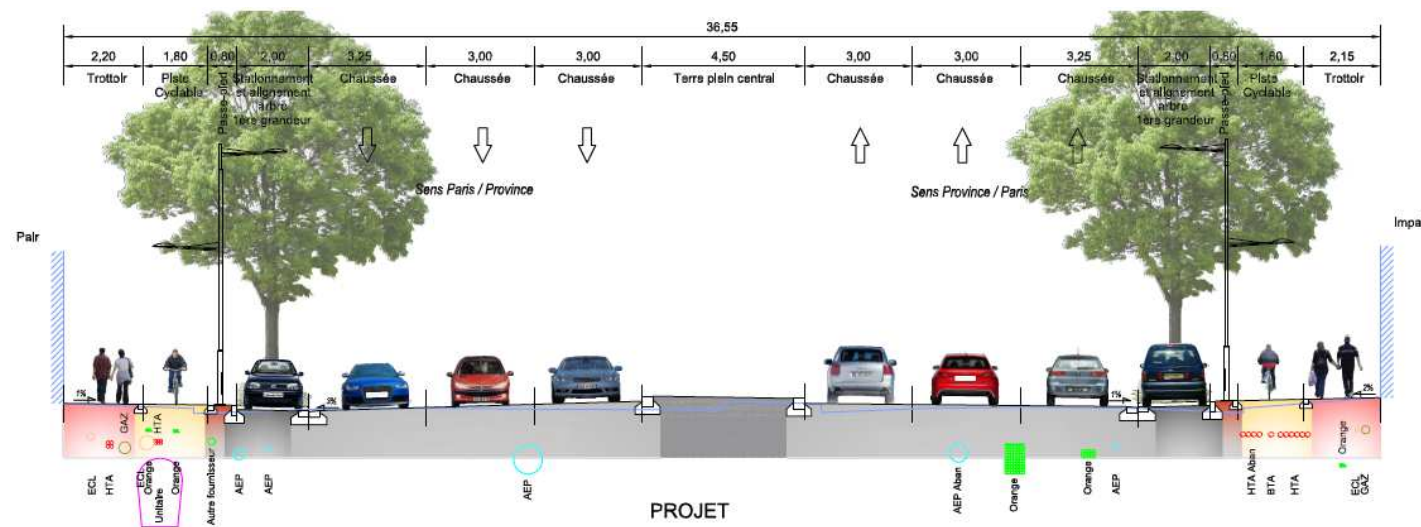 36,55
2,20 1,80 0,80 2,00 3,25 3,00 3,00 4,50 3,00 3,00 3,25 2,00 0,80 1,80 2,15
Trottoir Piste Cyclable Passe-pied Stationnement et alignement arbre 1ère grandeur Chaussée Chaussée Chaussée Terre plein central Chaussée Chaussée Chaussée Stationnement et alignement arbre 1ère grandeur Passe-pied Piste Cyclable Trottoir
Sens Paris / Province
Sens Province / Paris
Pair
Impa
1% 3% 1% 2%
GAZ HTA Orange
ECL HTA ECL Orange Unitaire Orange Autre fournisseur AEP AEP AEP AEP Aban Orange Orange AEP HTA Aban BTA HTA ECL GAZ
PROJET